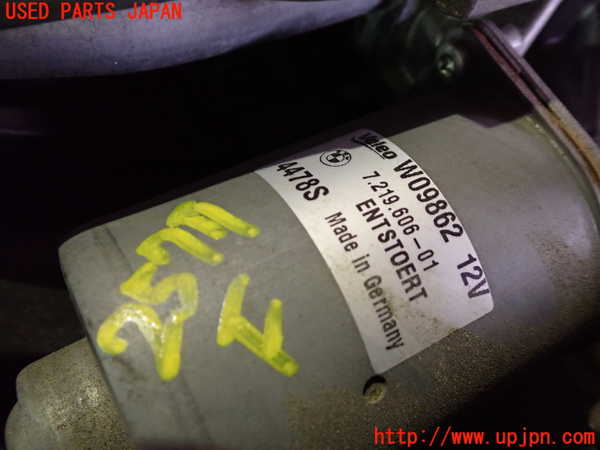 USED PARTS JAPAN
Valeo W09862 12V
7.219.606-01
4478S ENTSTOERT
Made in Germany
http://www.upjpn.com/